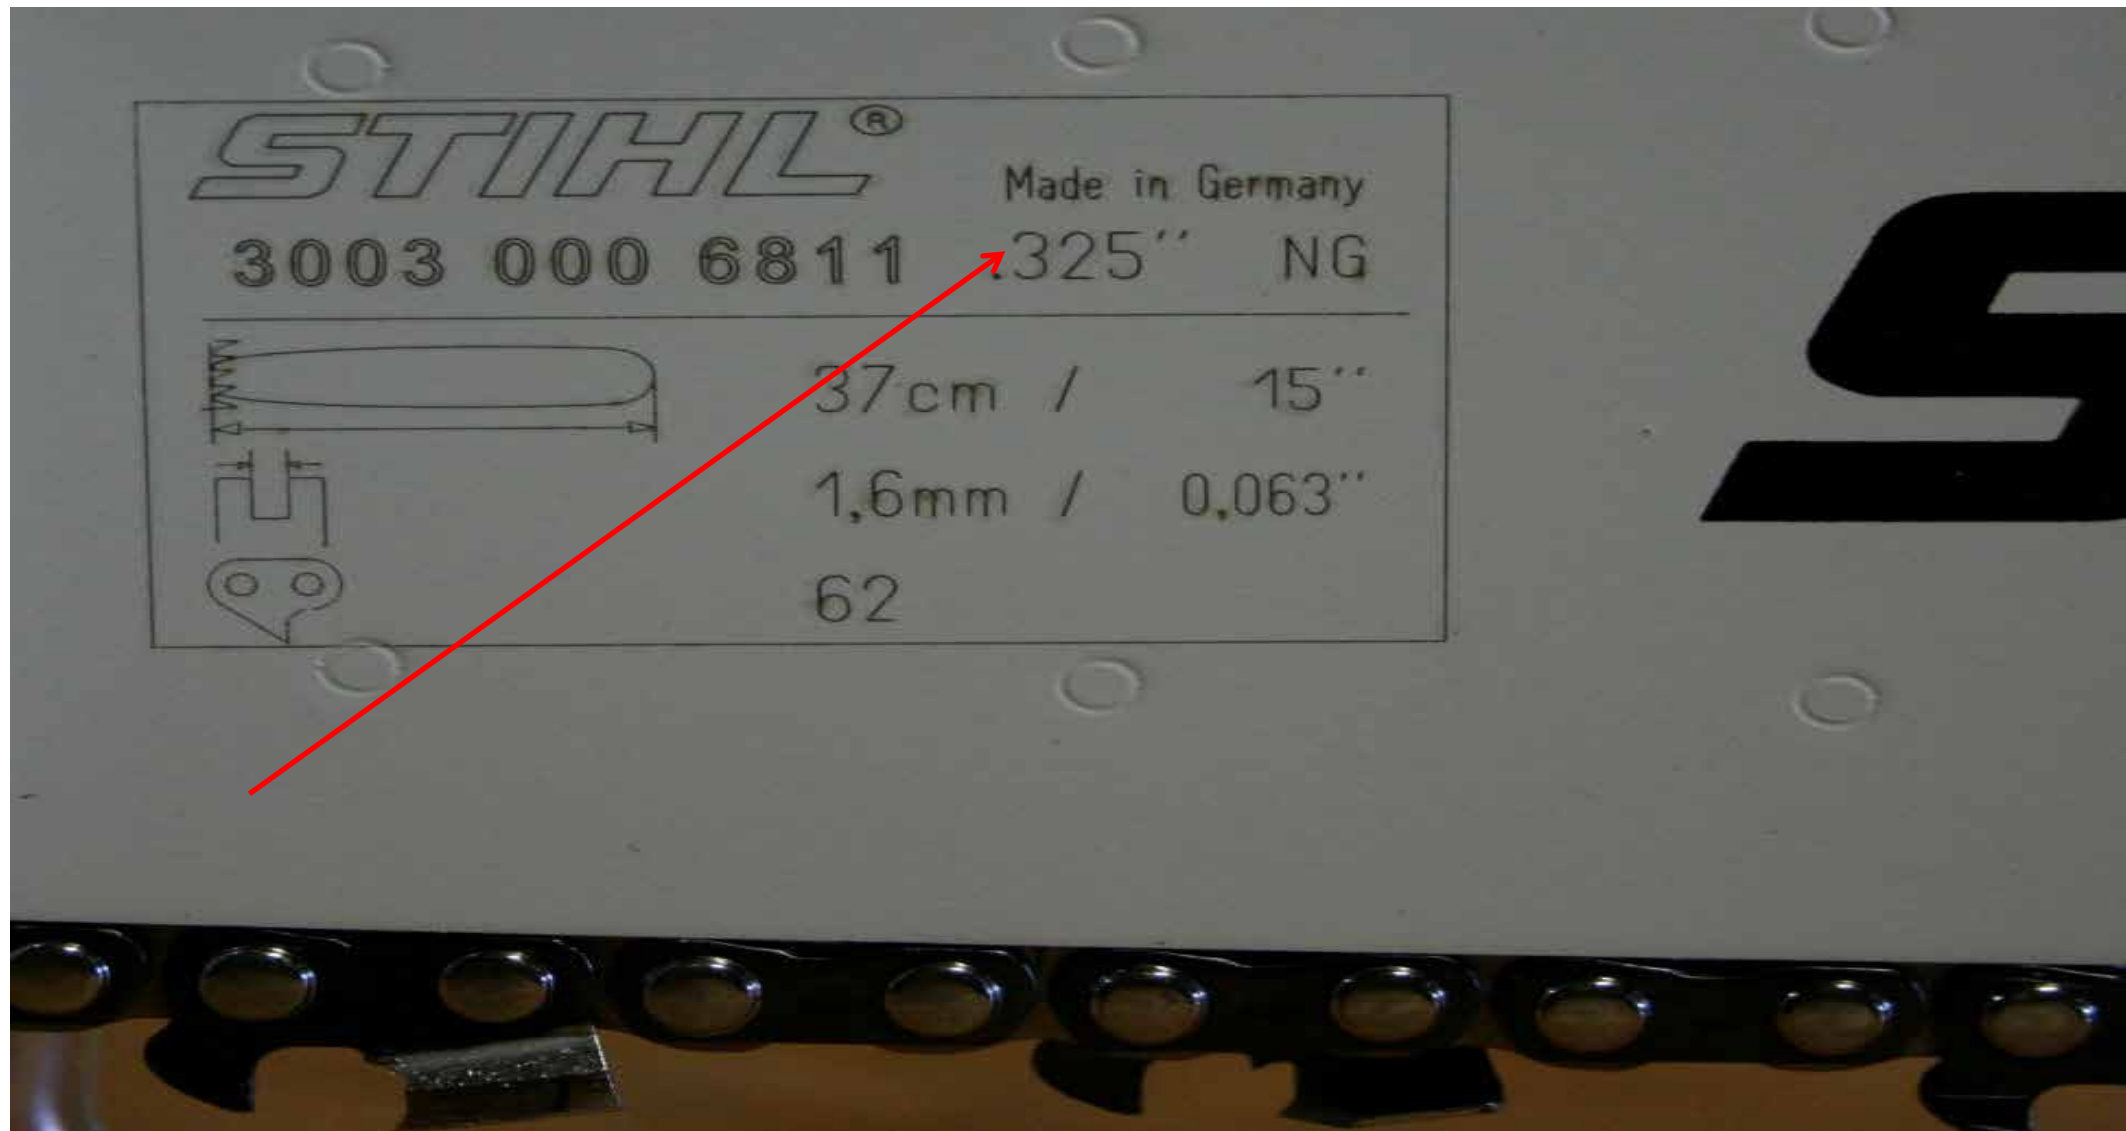 STIHL®
Made in Germany
3003 000 6811 .325'' NG
37cm / 15''
1,6mm / 0,063''
62
S